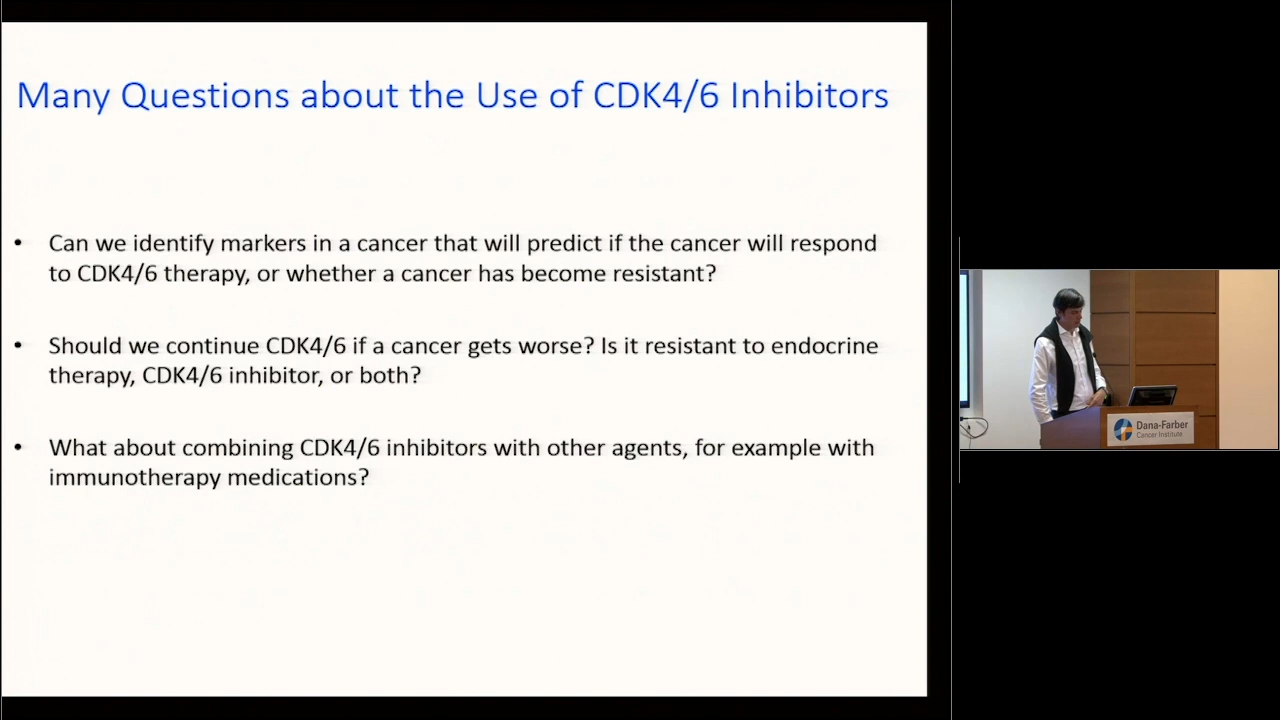 Many Questions about the Use of CDK4/6 Inhibitors
• Can we identify markers in a cancer that will predict if the cancer will respond
to CDK4/6 therapy, or whether a cancer has become resistant?
• Should we continue CDK4/6 if a cancer gets worse? Is it resistant to endocrine
therapy, CDK4/6 inhibitor, or both?
• What about combining CDK4/6 inhibitors with other agents, for example with
immunotherapy medications?
Dana-Farber
Cancer Institute